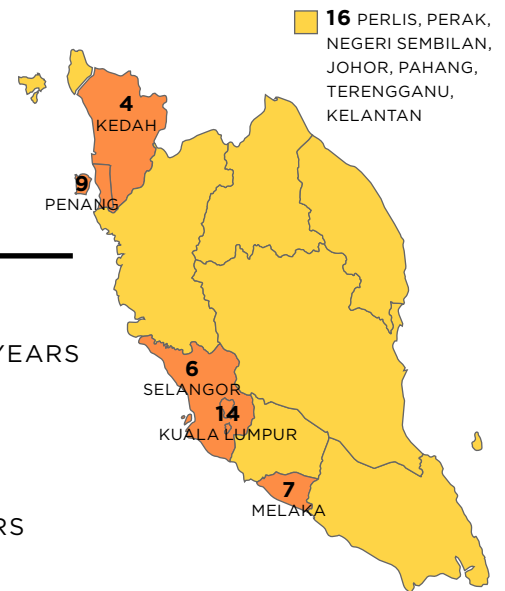 16 PERLIS, PERAK,
NEGERI SEMBILAN,
JOHOR, PAHANG,
TERENGGANU,
KELANTAN
4
KEDAH
9
PENANG
YEARS
6
SELANGOR
14
KUALA LUMPUR
7
MELAKA
RS